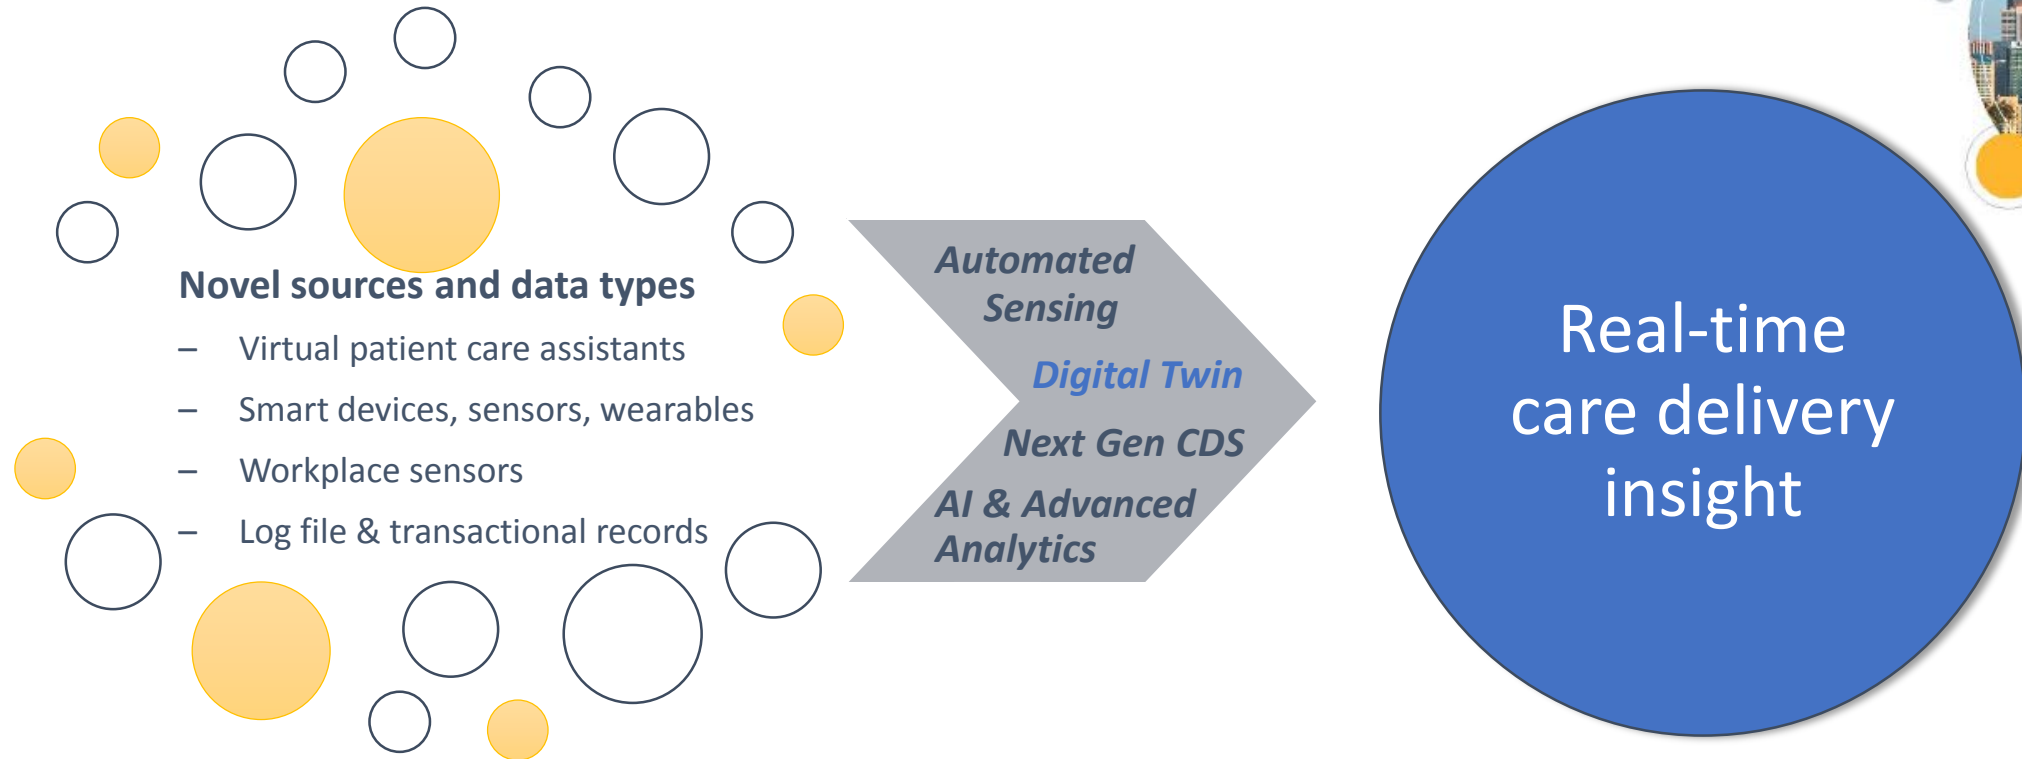 Novel sources and data types
– Virtual patient care assistants
– Smart devices, sensors, wearables
– Workplace sensors
– Log file & transactional records
Automated
Sensing
Digital Twin
Next Gen CDS
AI & Advanced
Analytics
Real-time
care delivery
insight